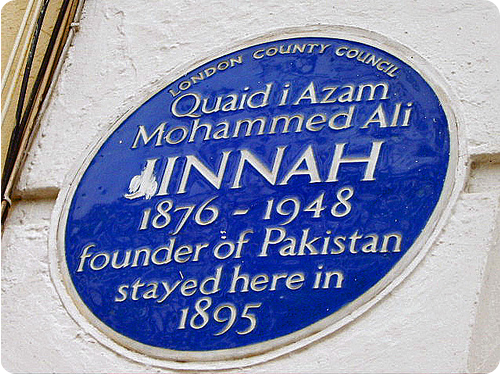 LONDON COUNTY COUNCIL
Quaid i Azam
Mohammed Ali
JINNAH
1876 - 1948
founder of Pakistan
stayed here in
1895